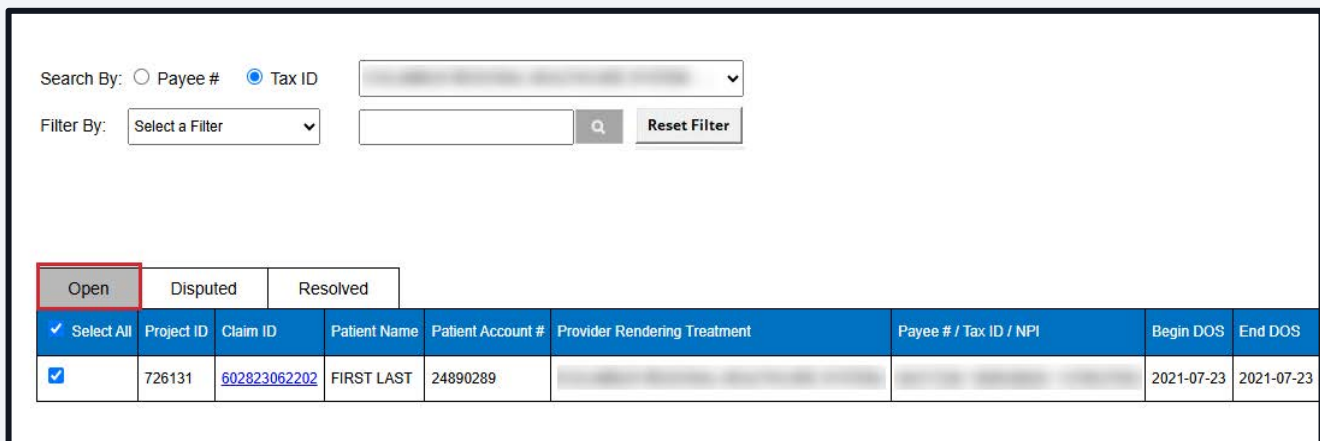 Search By: Payee # Tax ID
Filter By: Select a Filter Reset Filter
Open Disputed Resolved
Select All Project ID Claim ID Patient Name Patient Account # Provider Rendering Treatment Payee # / Tax ID / NPI Begin DOS End DOS
726131 602823062202 FIRST LAST 24890289 2021-07-23 2021-07-23